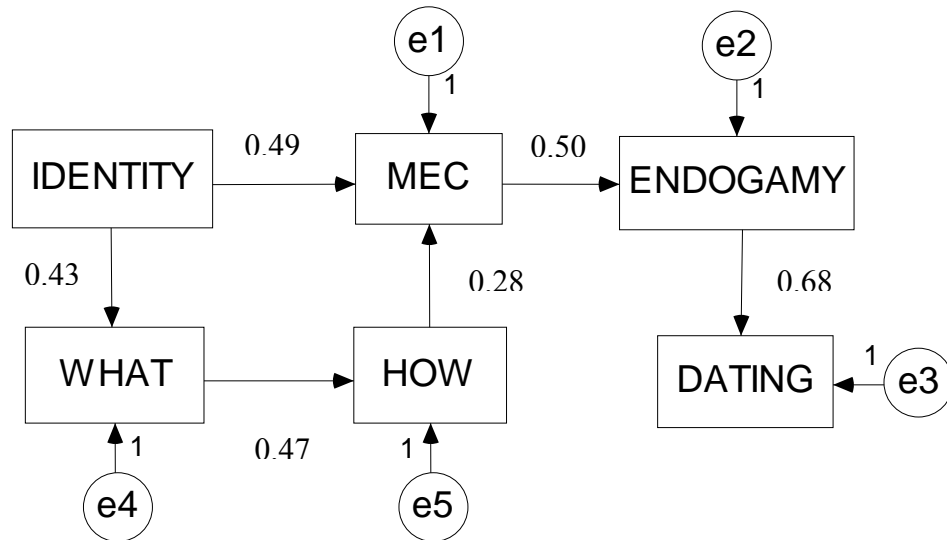 e1
e2
1
1
0.49
0.50
IDENTITY
MEC
ENDOGAMY
0.43
0.28
0.68
WHAT
HOW
DATING
1
e3
1
0.47
1
e4
e5